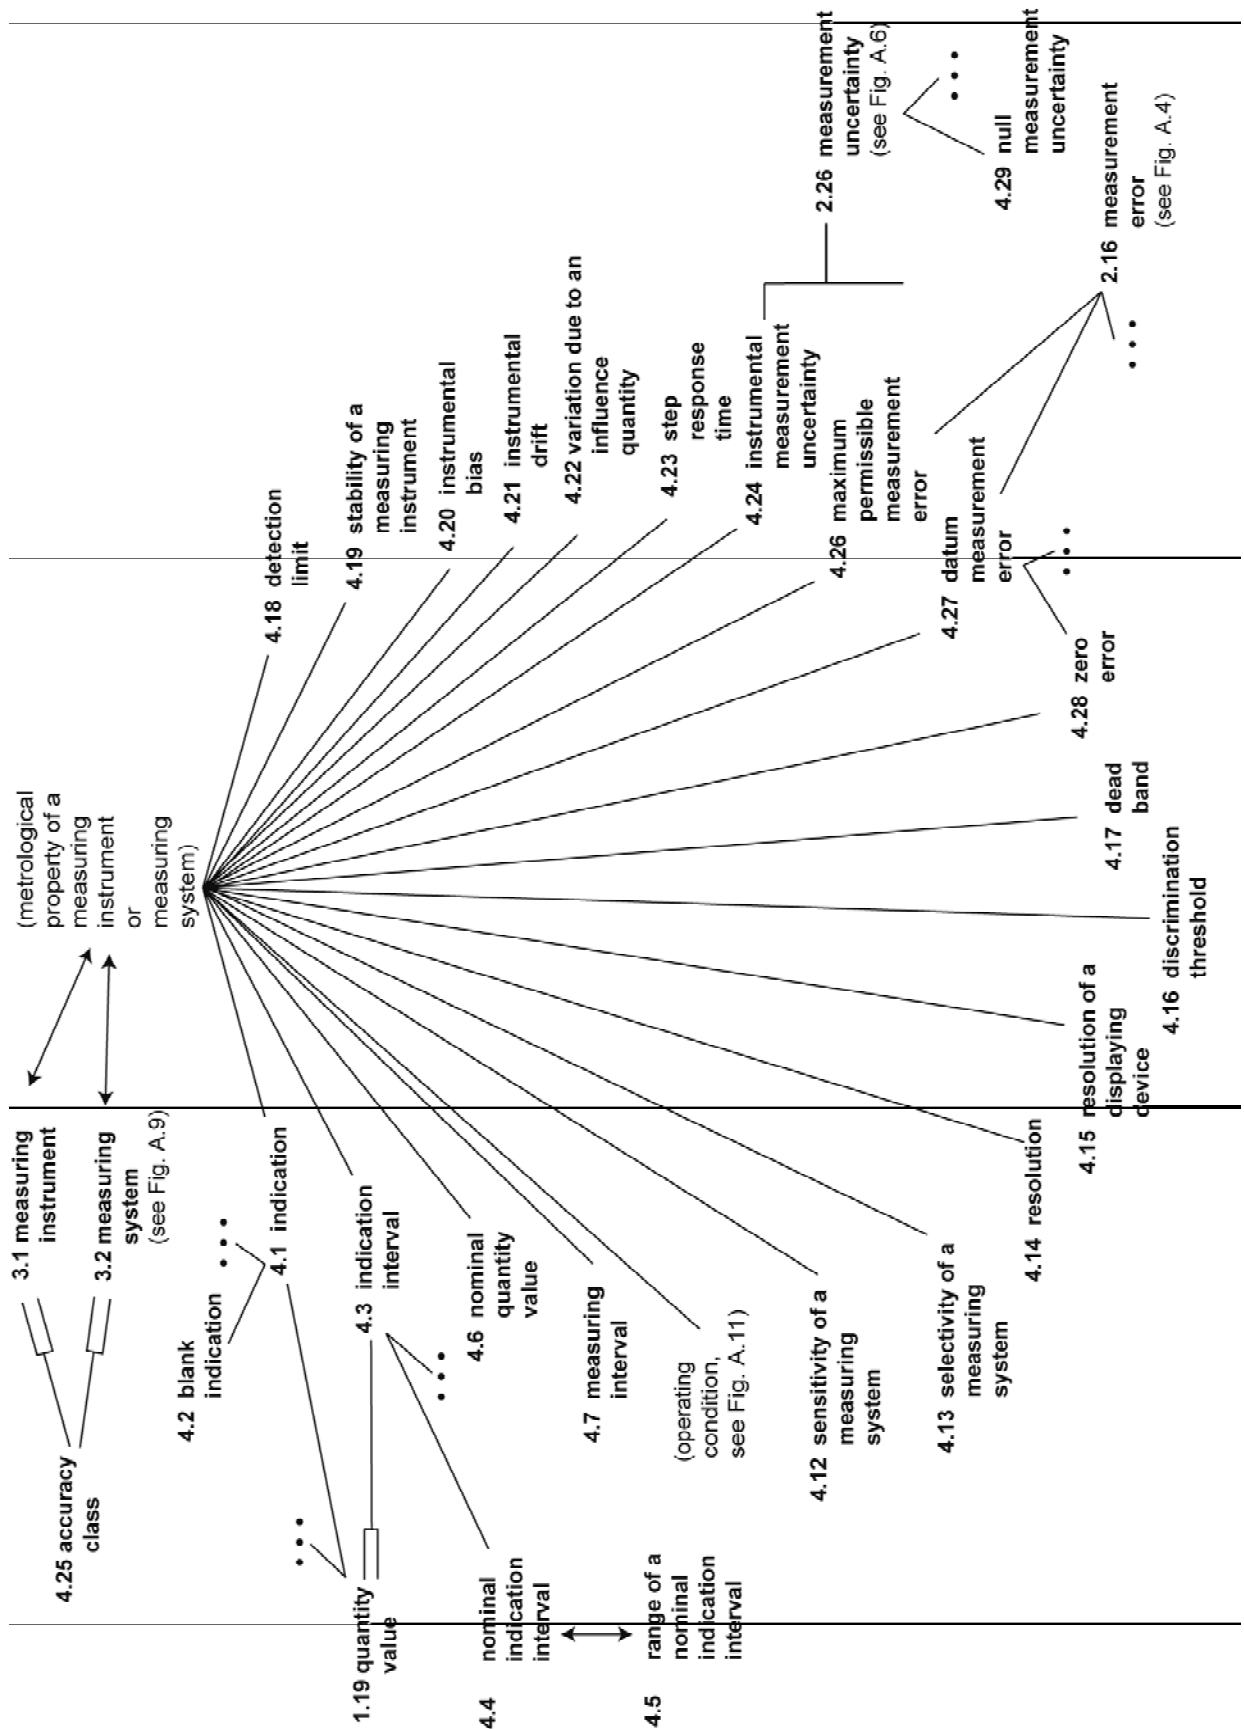 3.1 measuring
instrument
3.2 measuring
system
(see Fig. A.9)
4.25 accuracy
class
(metrological
property of a
measuring
instrument
or measuring
system)
4.2 blank
indication
• • •
4.1 indication
• • •
1.19 quantity
value
4.3 indication
interval
• • •
4.4 nominal
indication
interval
4.5 range of a
nominal
indication
interval
4.6 nominal
quantity
value
4.7 measuring
interval
(operating
condition,
see Fig. A.11)
4.12 sensitivity of a
measuring
system
4.13 selectivity of a
measuring
system
4.14 resolution
4.15 resolution of a
displaying
device
4.16 discrimination
threshold
4.17 dead
band
4.28 zero
error
• • •
4.27 datum
measurement
error
4.26 maximum
permissible
measurement
error
4.24 instrumental
measurement
uncertainty
4.23 step
response
time
4.22 variation due to an
influence
quantity
4.21 instrumental
drift
4.20 instrumental
bias
4.19 stability of a
measuring
instrument
4.18 detection
limit
2.26 measurement
uncertainty
(see Fig. A.6)
• • •
4.29 null
measurement
uncertainty
2.16 measurement
error
(see Fig. A.4)
• • •